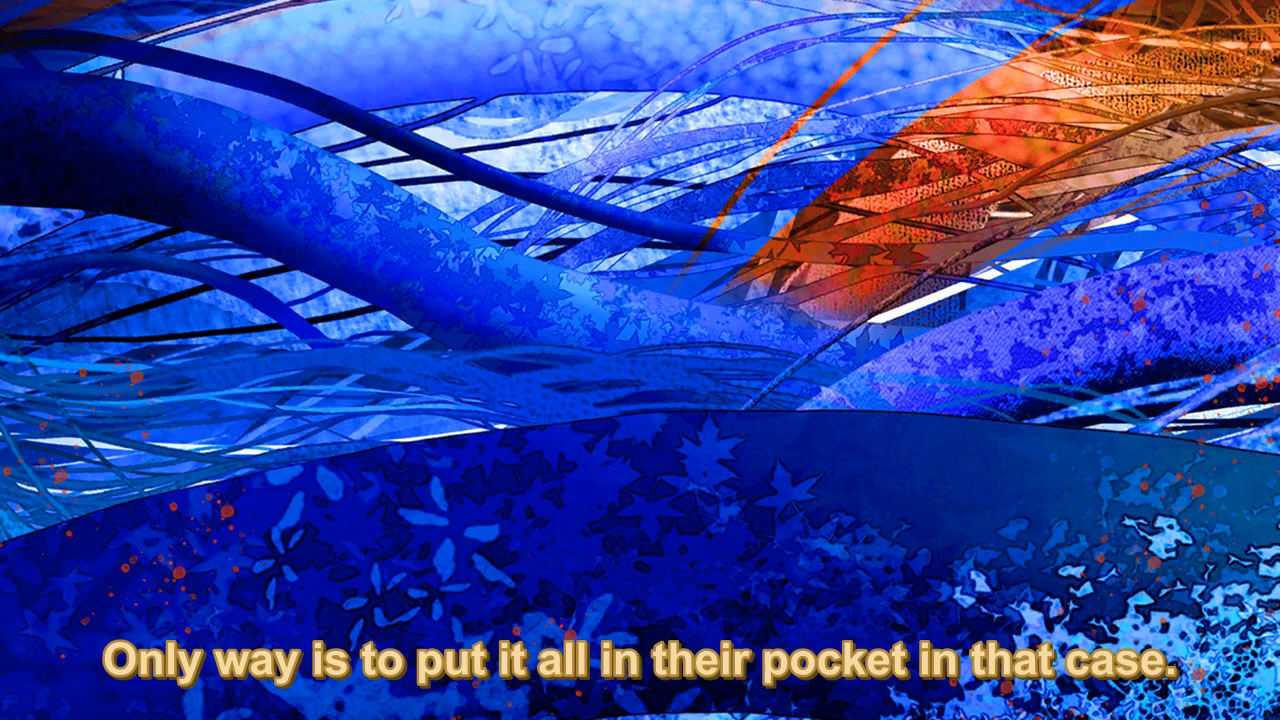 Only way is to put it all in their pocket in that case.